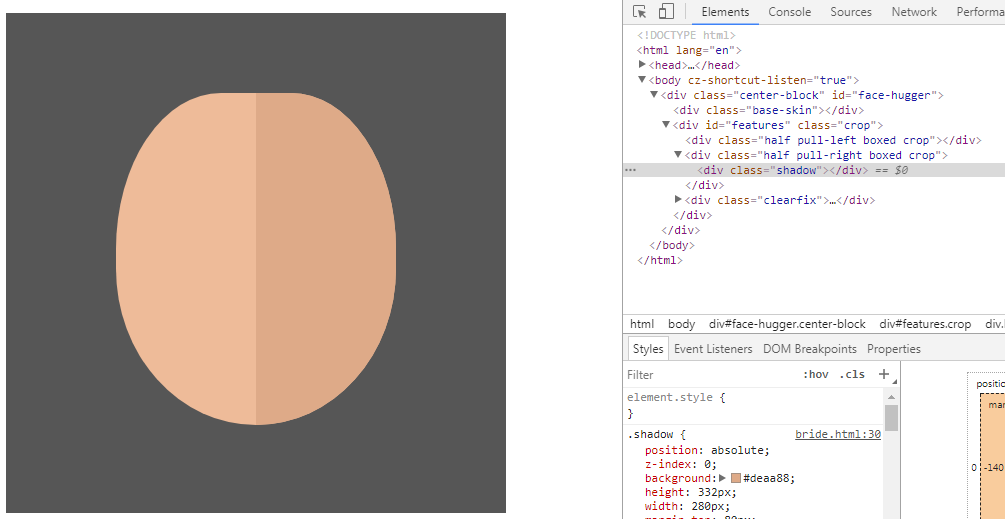 Elements Console Sources Network Performa
<!DOCTYPE html>
<html lang="en">
<head>…</head>
<body cz-shortcut-listen="true">
<div class="center-block" id="face-hugger">
<div class="base-skin"></div>
<div id="features" class="crop">
<div class="half pull-left boxed crop"></div>
<div class="half pull-right boxed crop">
<div class="shadow"></div> == $0
</div>
<div class="clearfix">…</div>
</div>
</div>
</body>
</html>
html body div#face-hugger.center-block div#features.crop div.
Styles Event Listeners DOM Breakpoints Properties
Filter :hov .cls +
element.style {
}
.shadow { bride.html:30
position: absolute;
z-index: 0;
background: #deaa88;
height: 332px;
width: 280px;
positio
mar
0 -140